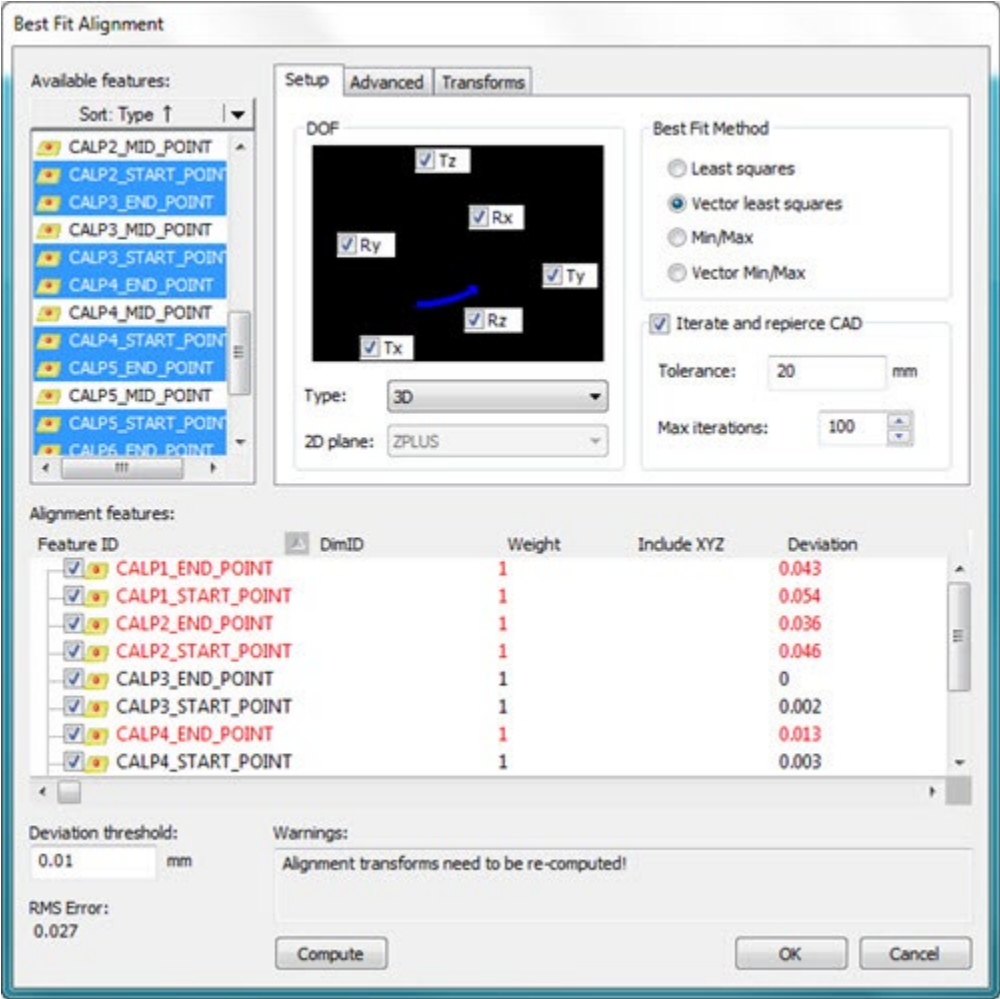 Best Fit Alignment
Available features:
Sort: Type ↑
CALP2_MID_POINT
CALP2_START_POINT
CALP3_END_POINT
CALP3_MID_POINT
CALP3_START_POINT
CALP4_END_POINT
CALP4_MID_POINT
CALP4_START_POINT
CALP5_END_POINT
CALP5_MID_POINT
CALP5_START_POINT
CALP6_END_POINT
Setup Advanced Transforms
DOF
Tz
Rx
Ry
Ty
Rz
Tx
Type: 3D
2D plane: ZPLUS
Best Fit Method
Least squares
Vector least squares
Min/Max
Vector Min/Max
Iterate and repierce CAD
Tolerance: 20 mm
Max iterations: 100
Alignment features:
Feature ID DimID Weight Include XYZ Deviation
CALP1_END_POINT 1 0.043
CALP1_START_POINT 1 0.054
CALP2_END_POINT 1 0.036
CALP2_START_POINT 1 0.046
CALP3_END_POINT 1 0
CALP3_START_POINT 1 0.002
CALP4_END_POINT 1 0.013
CALP4_START_POINT 1 0.003
Deviation threshold:
0.01 mm
RMS Error:
0.027
Warnings:
Alignment transforms need to be re-computed!
Compute OK Cancel